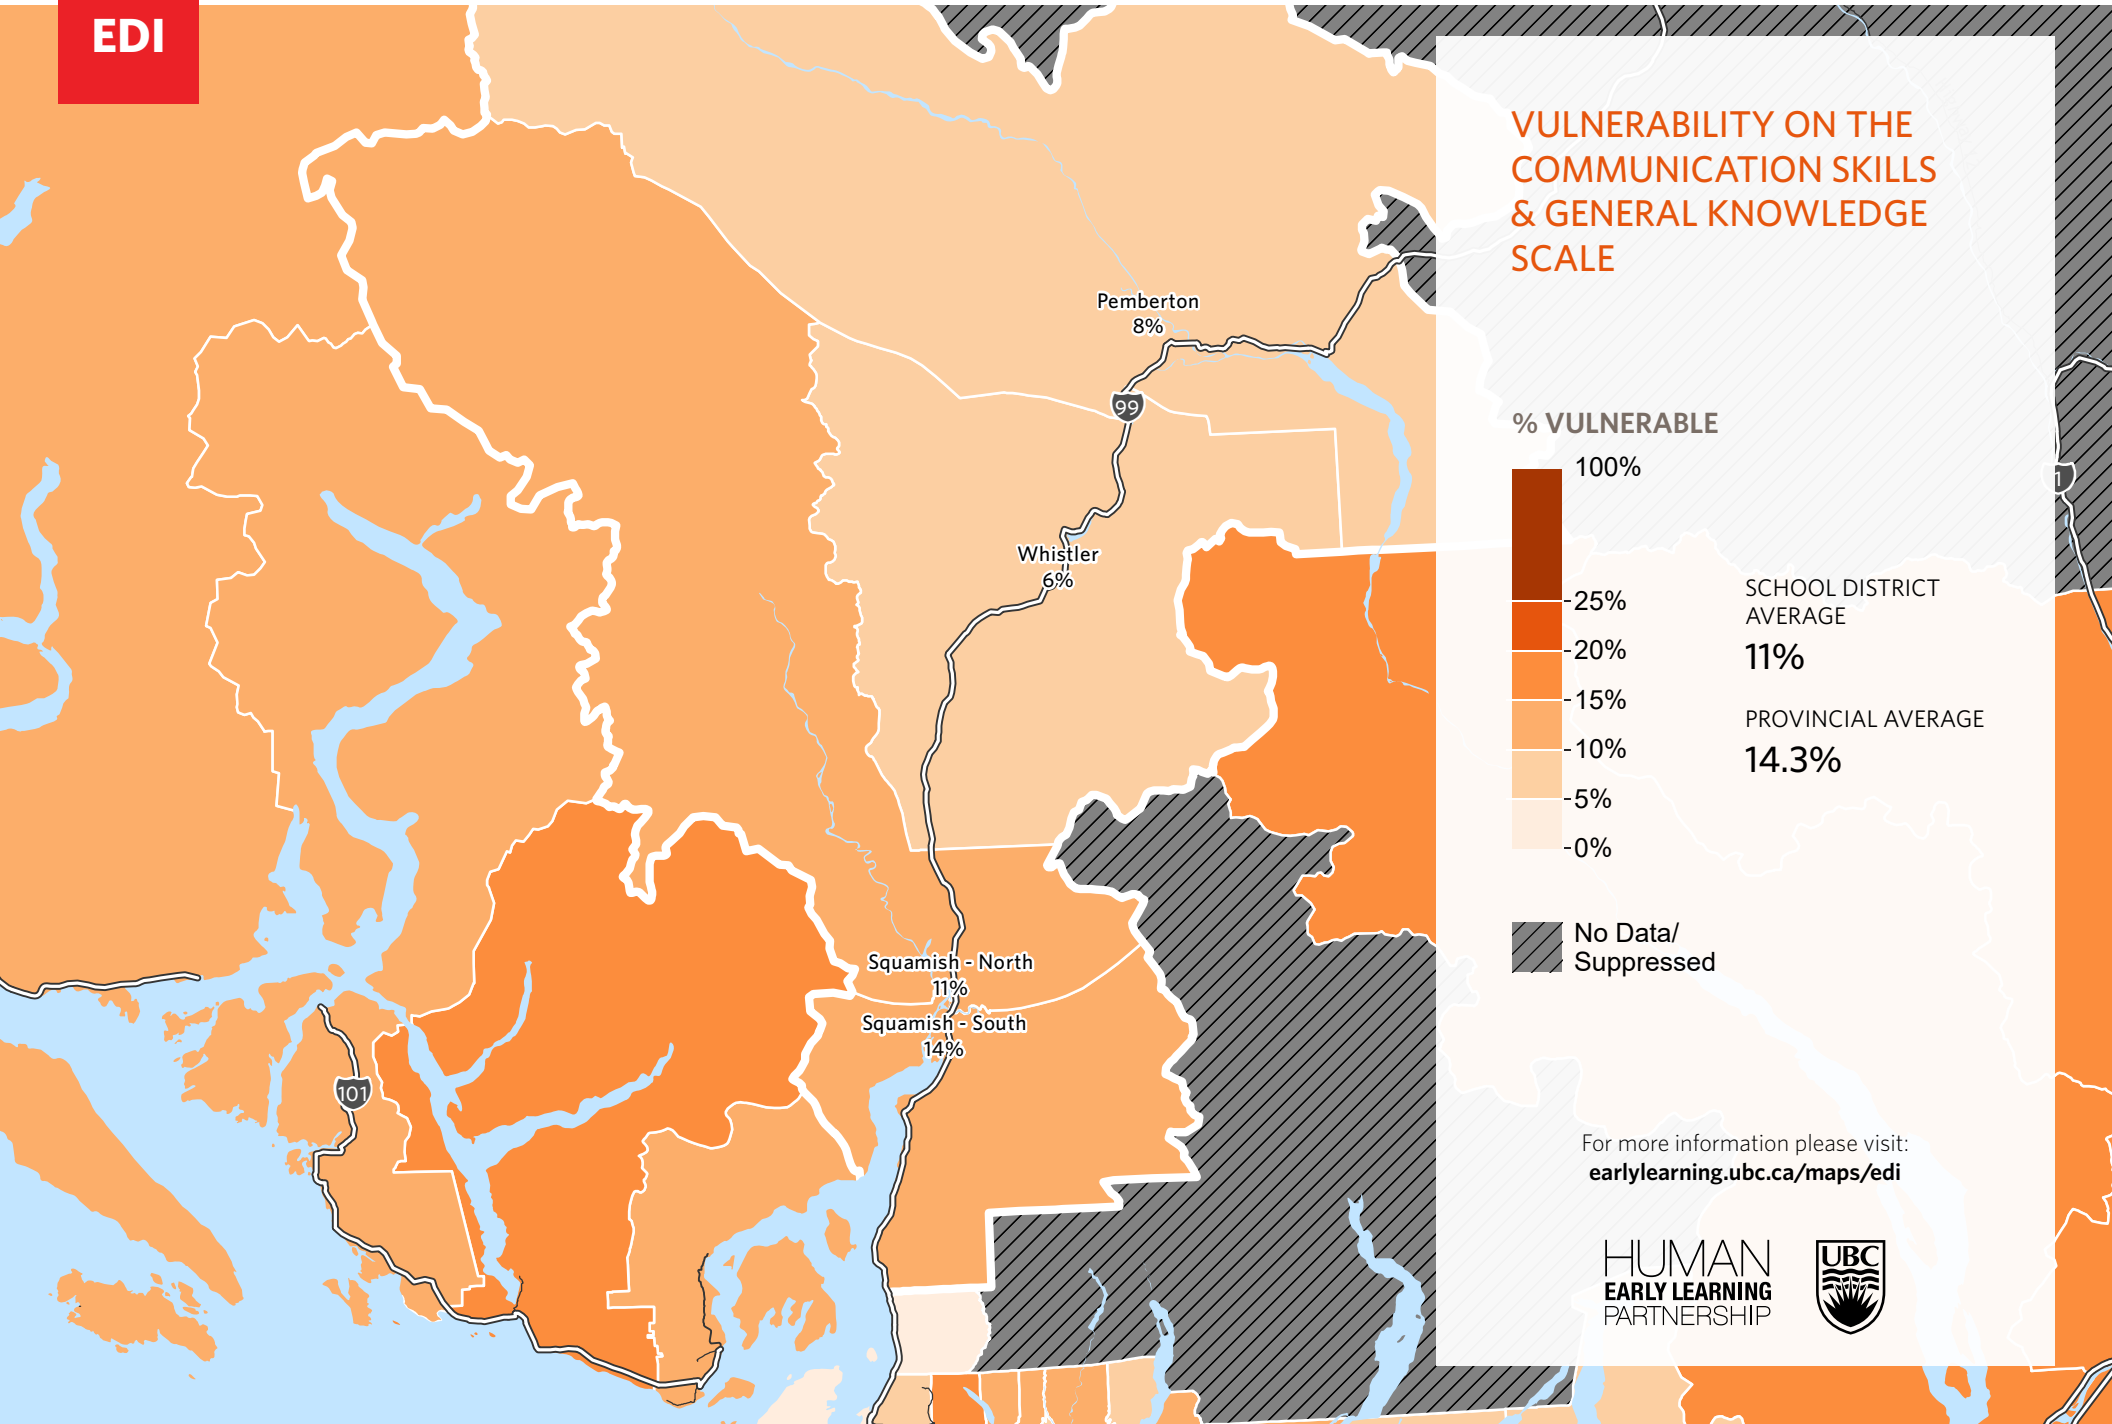 EDI
VULNERABILITY ON THE
COMMUNICATION SKILLS
& GENERAL KNOWLEDGE
SCALE
Pemberton
8%
99
% VULNERABLE
100%
25%
20%
15%
10%
5%
0%
1
Whistler
6%
SCHOOL DISTRICT
AVERAGE
11%
PROVINCIAL AVERAGE
14.3%
No Data/
Suppressed
Squamish - North
11%
Squamish - South
14%
101
For more information please visit:
earlylearning.ubc.ca/maps/edi
HUMAN
EARLY LEARNING
PARTNERSHIP
UBC